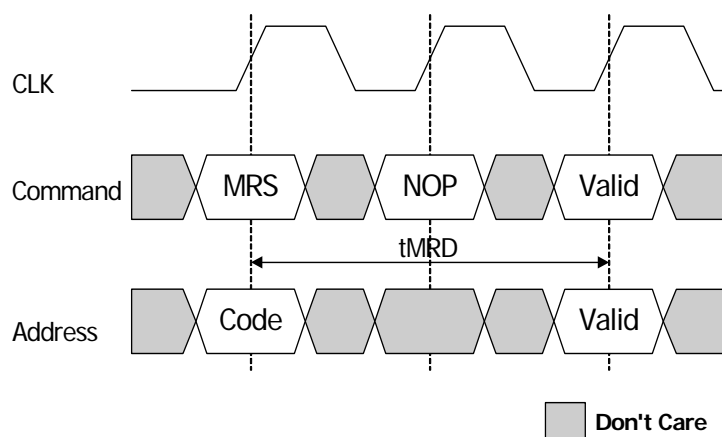 CLK
Command MRS NOP Valid
tMRD
Address Code Valid
Don't Care